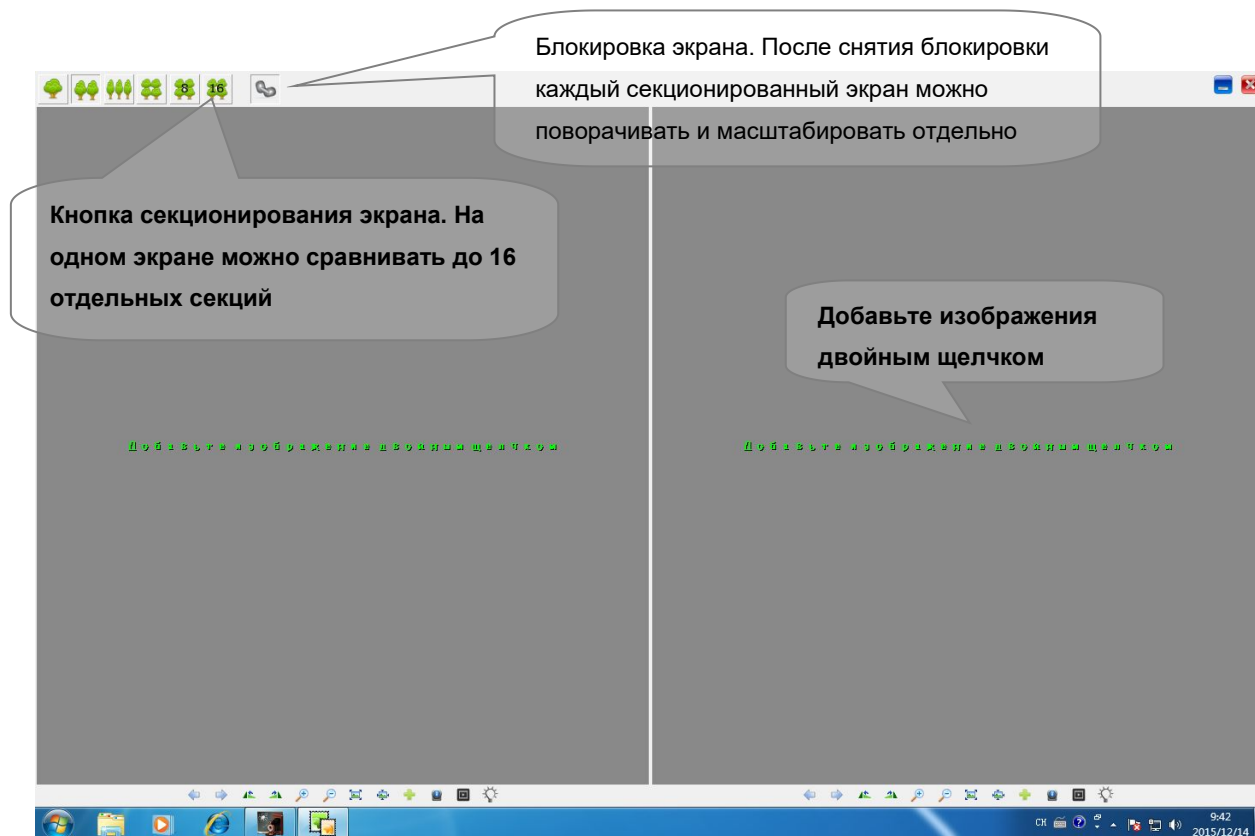 Блокировка экрана. После снятия блокировки
каждый секционированный экран можно
поворачивать и масштабировать отдельно
8
16
Кнопка секционирования экрана. На
одном экране можно сравнивать до 16
отдельных секций
Добавьте изображения
двойным щелчком
Добавьте изображение двойным щелчком
Добавьте изображение двойным щелчком
CH
9:42
2015/12/14